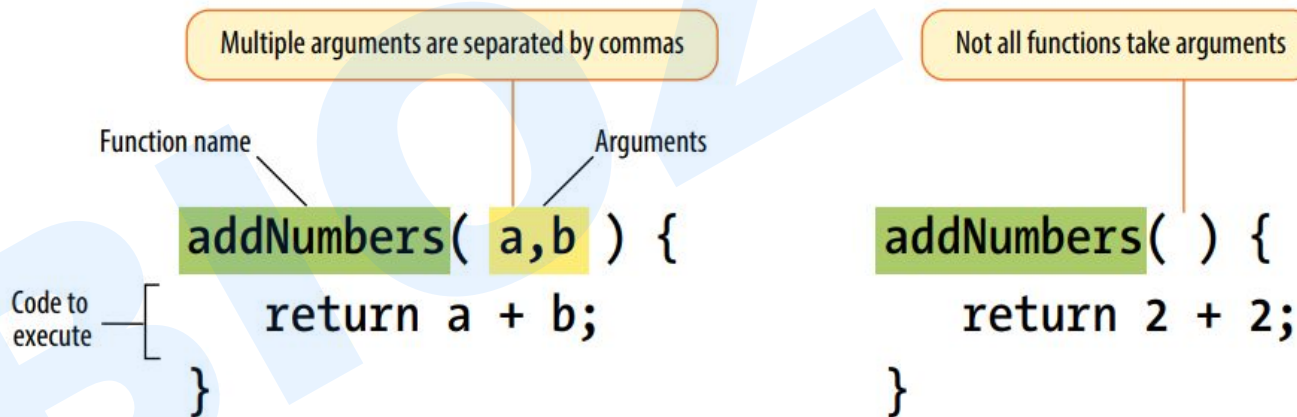 Multiple arguments are separated by commas
Not all functions take arguments
Function name
Arguments
addNumbers( a,b ) {
addNumbers( ) {
Code to
execute
return a + b;
return 2 + 2;
}
}